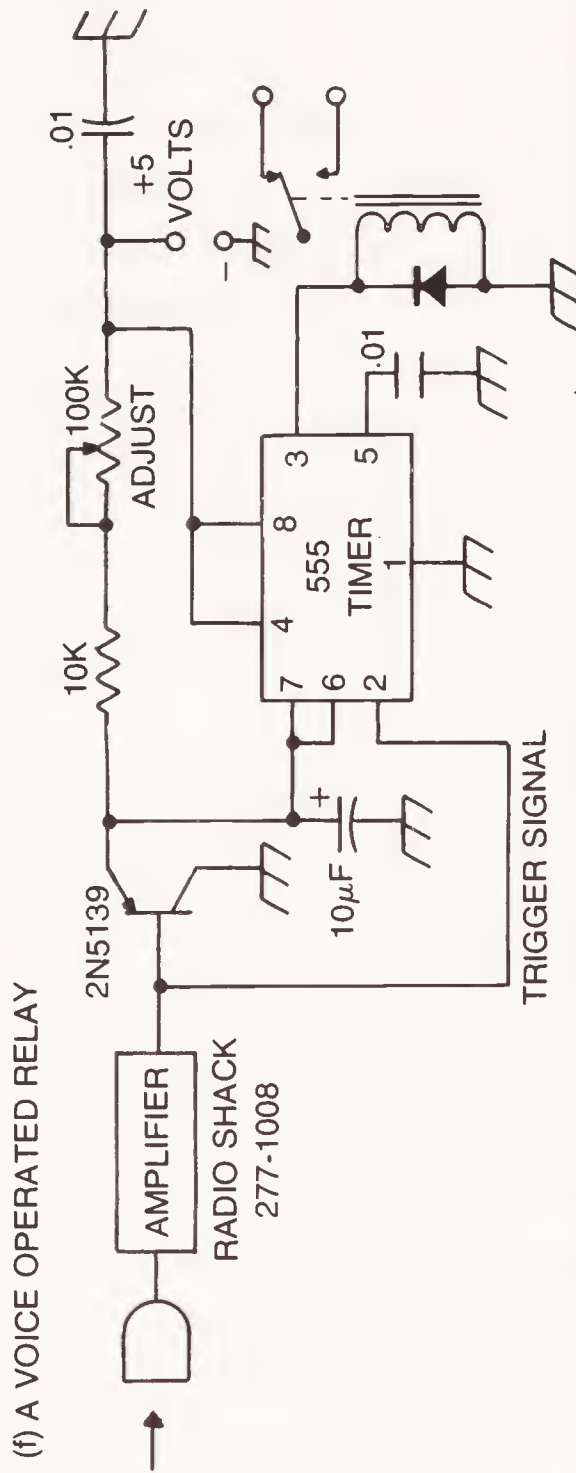 (f) A VOICE OPERATED RELAY
AMPLIFIER
RADIO SHACK
277-1008
2N5139
10K
100K
ADJUST
.01
+5
VOLTS
-
+
10µF
7
6
2
4
8
555
TIMER
1
3
5
.01
TRIGGER SIGNAL